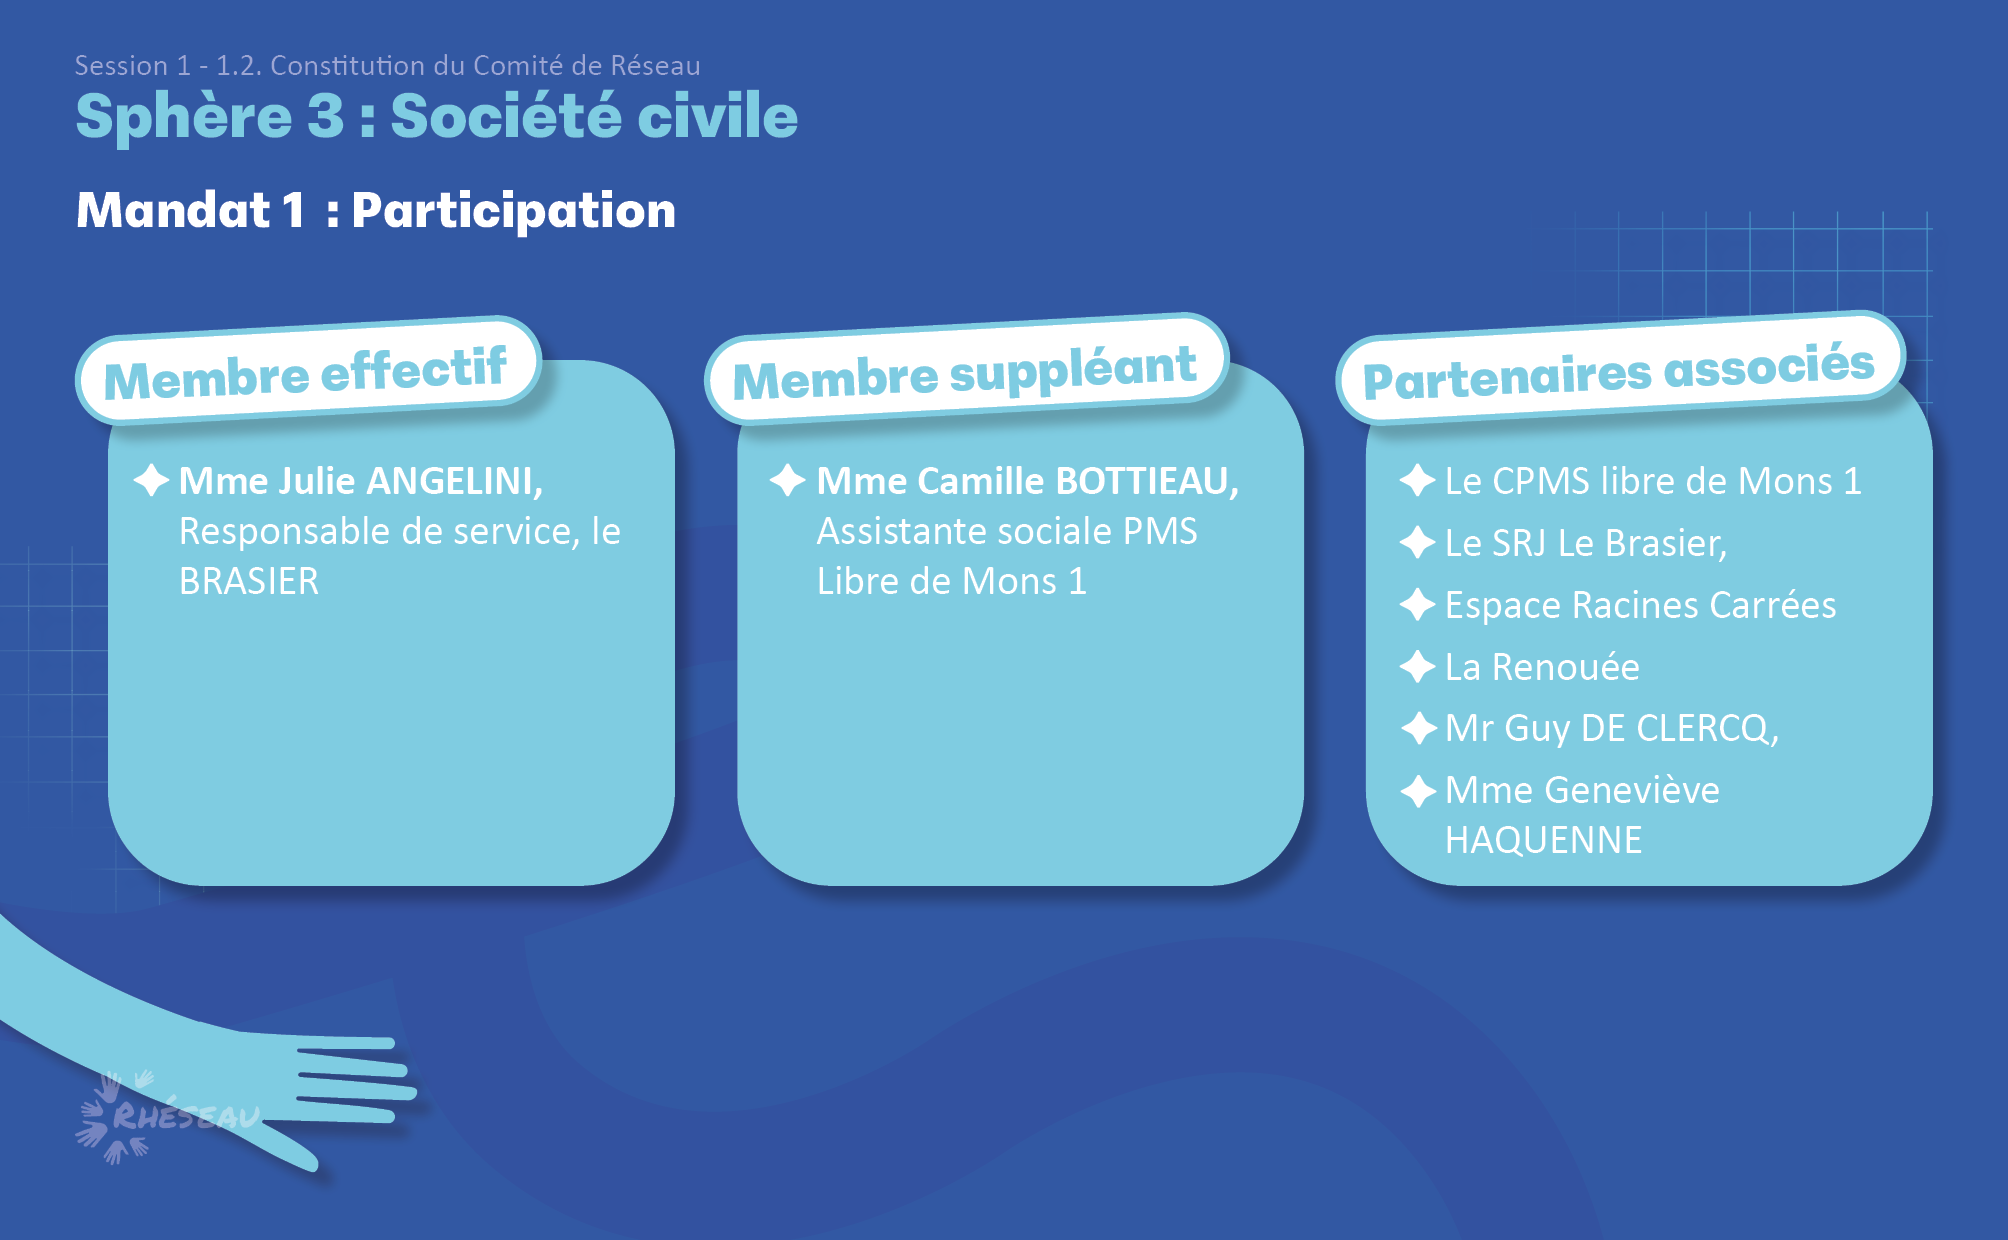 Session 1 - 1.2. Constitution du Comité de Réseau
Sphère 3 : Société civile
Mandat 1 : Participation
Membre effectif
Mme Julie ANGELINI,
Responsable de service, le
BRASIER
Membre suppléant
Mme Camille BOTTIEAU,
Assistante sociale PMS
Libre de Mons 1
Partenaires associés
Le CPMS libre de Mons 1
Le SRJ Le Brasier,
Espace Racines Carrées
La Renouée
Mr Guy DE CLERCQ,
Mme Geneviève
HAQUENNE
RHÉSEAU